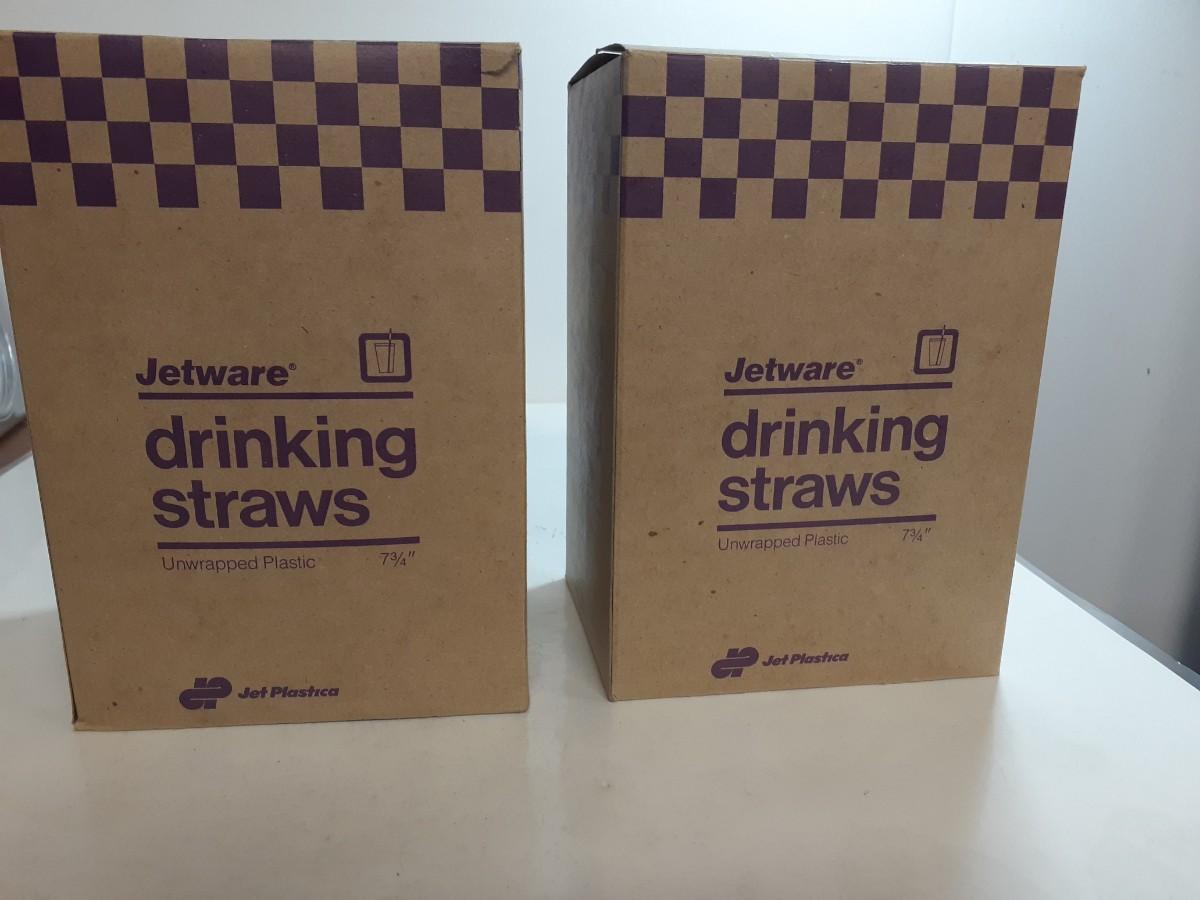 Jetware®
drinking
straws
Unwrapped Plastic 7¾"
Jet Plastica
Jetware®
drinking
straws
Unwrapped Plastic 7¾"
Jet Plastica